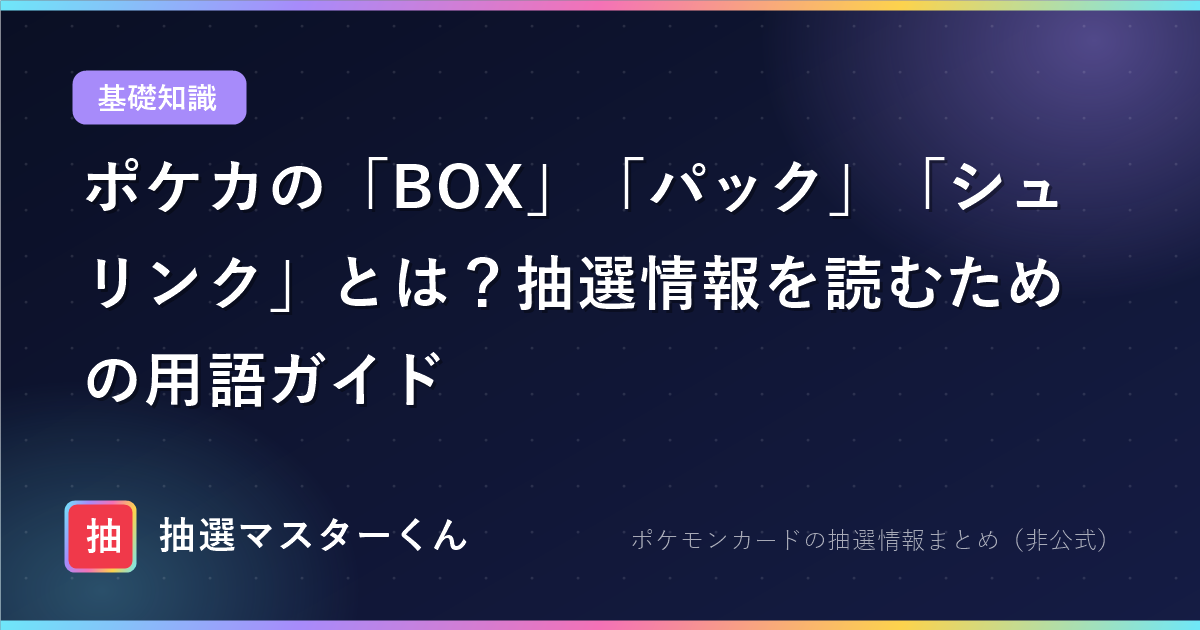 基礎知識
ポケカの「BOX」「パック」「シュ
リンク」とは？抽選情報を読むため
の用語ガイド
抽 抽選マスターくん
ポケモンカードの抽選情報まとめ（非公式）